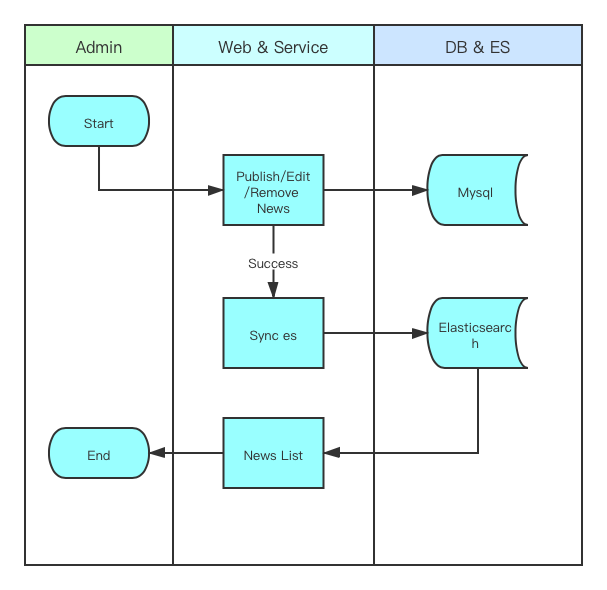 Admin
Web & Service
DB & ES
Start
Publish/Edit
/Remove
News
Mysql
Success
Sync es
Elasticsearc
h
End
News List